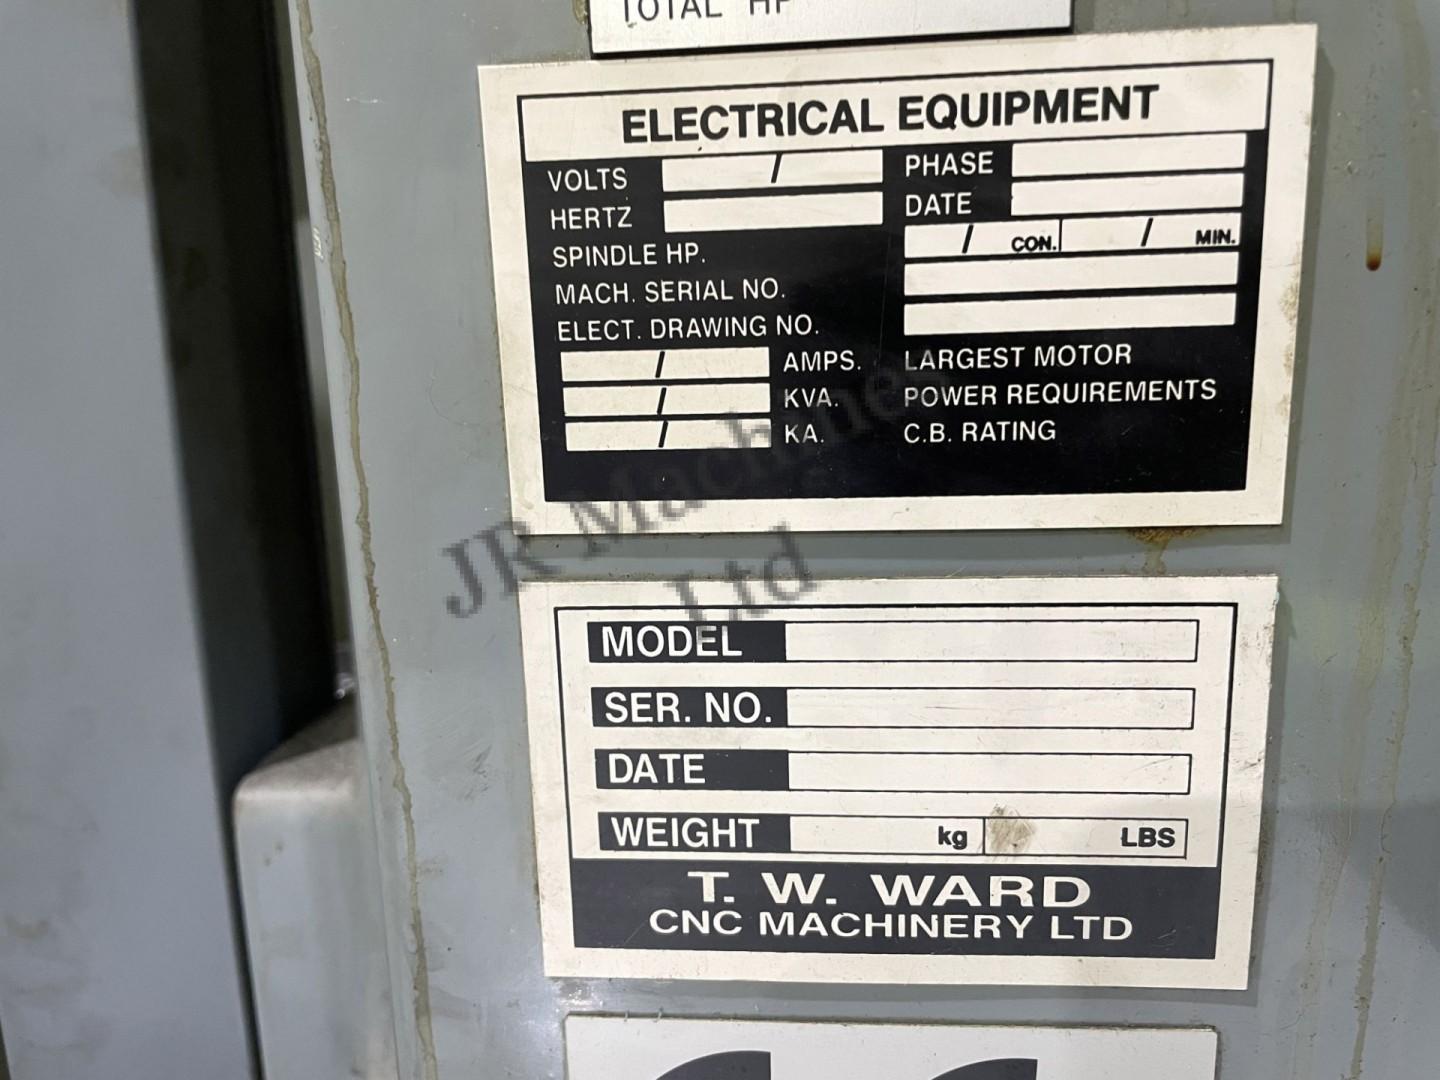 TOTAL HP
ELECTRICAL EQUIPMENT
VOLTS / PHASE
HERTZ DATE
SPINDLE HP. / CON. / MIN.
MACH. SERIAL NO.
ELECT. DRAWING NO.
/ AMPS. LARGEST MOTOR
/ KVA. POWER REQUIREMENTS
/ KA. C.B. RATING
JR Machines
Ltd
MODEL
SER. NO.
DATE
WEIGHT kg LBS
T. W. WARD
CNC MACHINERY LTD